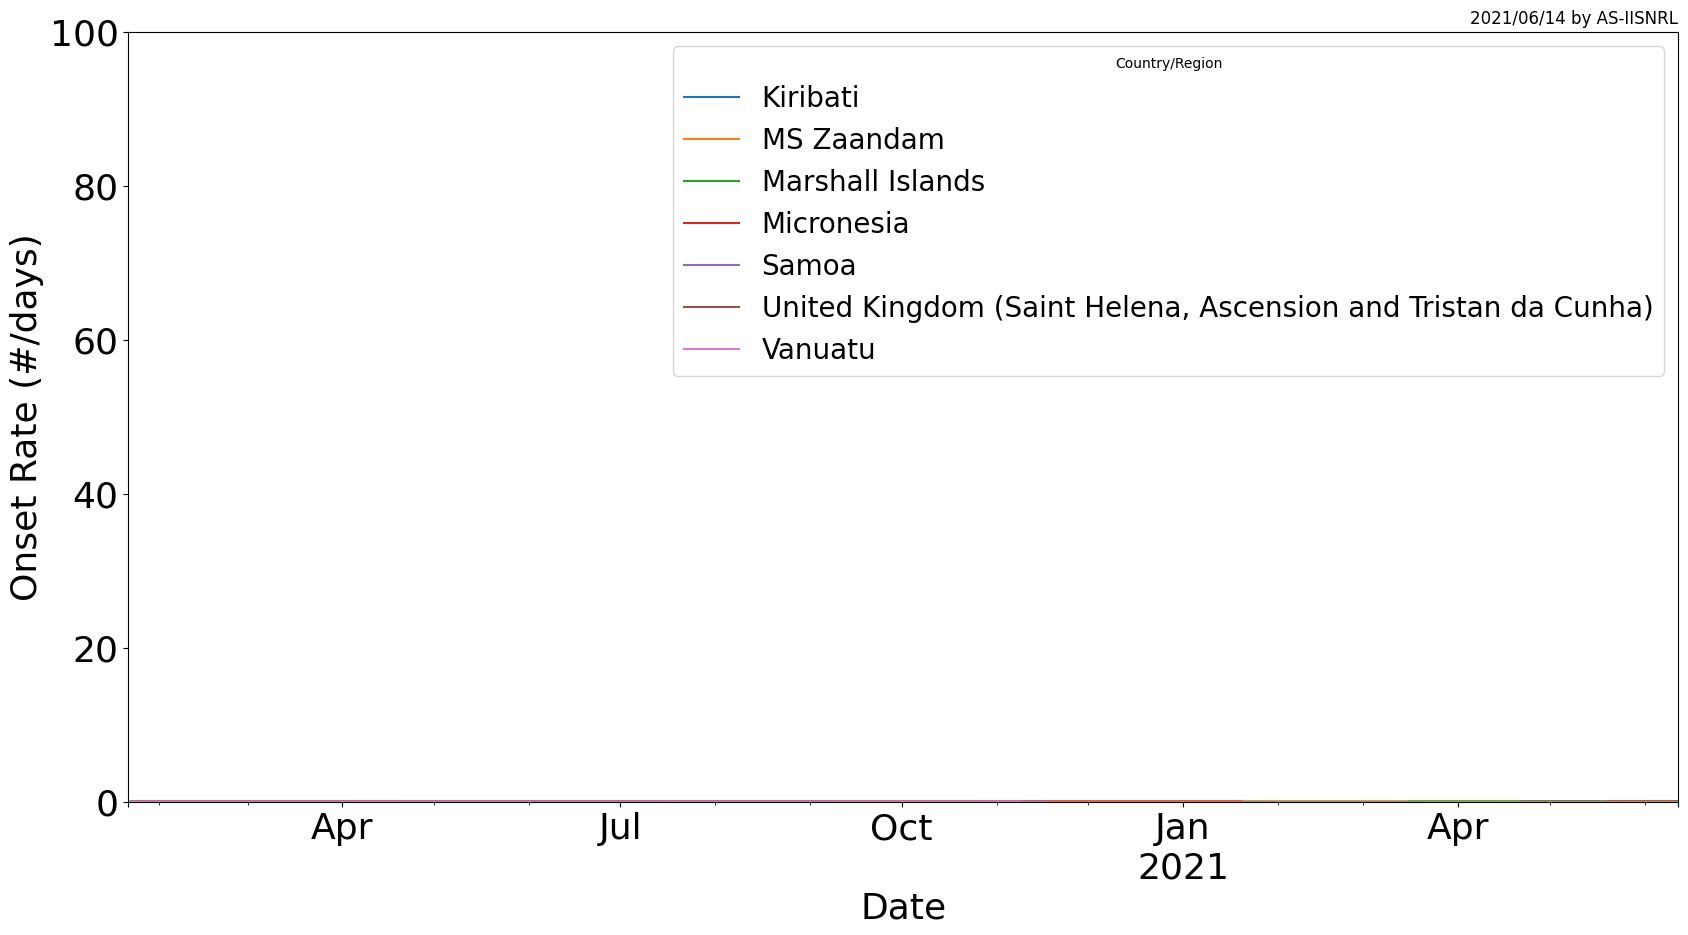 2021/06/14 by AS-IISNRL
100
80
60
40
20
0
Onset Rate (#/days)
Country/Region
Kiribati
MS Zaandam
Marshall Islands
Micronesia
Samoa
United Kingdom (Saint Helena, Ascension and Tristan da Cunha)
Vanuatu
Apr Jul Oct Jan Apr
2021
Date